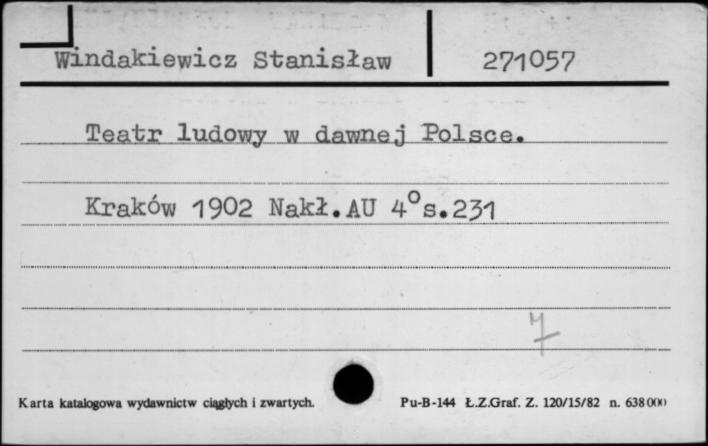 Windakiewicz Stanisław 271057
Teatr ludowy w dawnej Polsce.
Kraków 1902 Nakł.AU 4°s.231
7
Karta katalogowa wydawnictw ciągłych i zwartych. Pu-B-144 Ł.Z.Graf. Z. 120/15/82 n. 638000